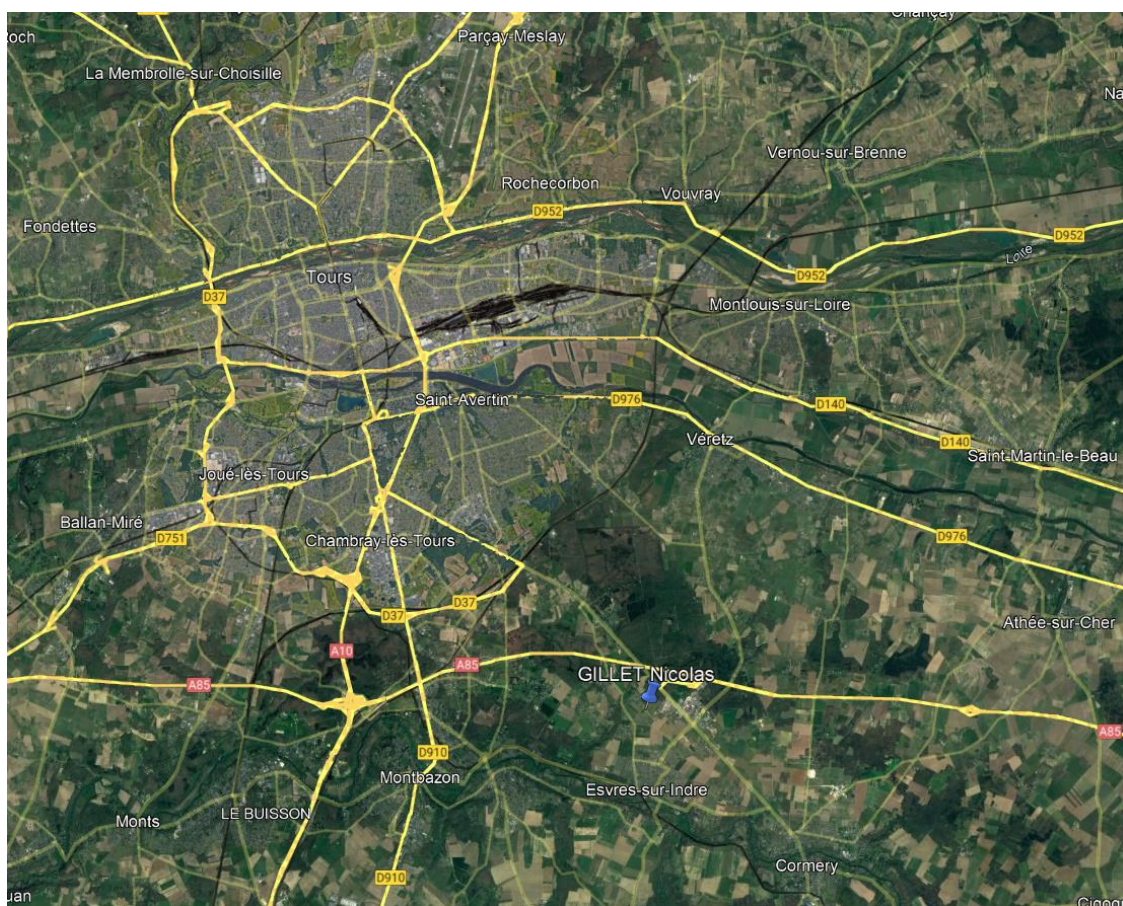 Chançay
Parçay-Meslay
La Membrolle-sur-Choisille
Vernou-sur-Brenne
Rochecorbon
Vouvray
D952
Fondettes
D952
Loire
D952
Tours
D37
Montlouis-sur-Loire
Saint-Avertin
D976
D140
Véretz
D140
Saint-Martin-le-Beau
Joué-lès-Tours
Ballan-Miré
D751
Chambray-lès-Tours
D976
D37
D37
Athée-sur-Cher
A10
A85
GILLET Nicolas
A85
A85
D910
Montbazon
Esvres-sur-Indre
LE BUISSON
Monts
Cormery
D910